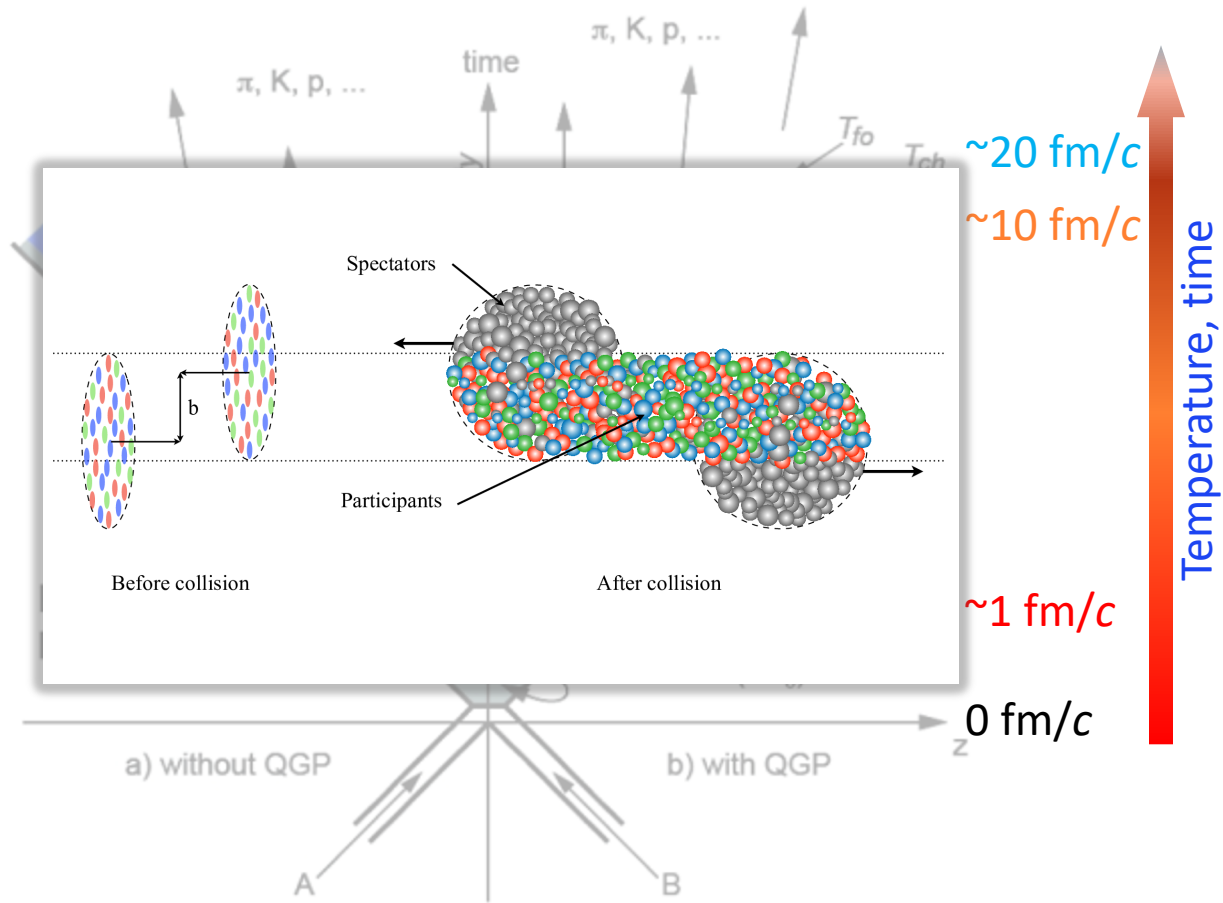 π, K, p, ...
π, K, p, ...
time
T_fo
T_ch
~20 fm/c
~10 fm/c
Spectators
b
Participants
Before collision
After collision
~1 fm/c
0 fm/c
z
a) without QGP
b) with QGP
A
B
Temperature, time